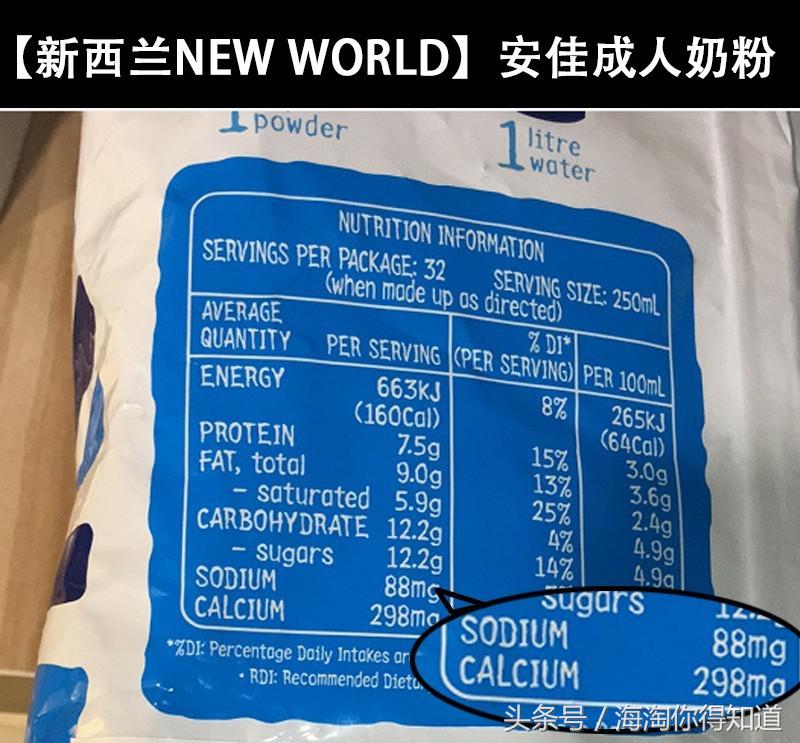 【新西兰NEW WORLD】安佳成人奶粉
1 powder
1 litre water
NUTRITION INFORMATION
SERVINGS PER PACKAGE: 32 SERVING SIZE: 250mL
(when made up as directed)
AVERAGE QUANTITY PER SERVING % DI* (PER SERVING) PER 100mL
ENERGY 663kJ 8% 265kJ
(160Cal) (64Cal)
PROTEIN 7.5g 15% 3.0g
FAT, total 9.0g 13% 3.6g
– saturated 5.9g 25% 2.4g
CARBOHYDRATE 12.2g 4% 4.9g
– sugars 12.2g 14% 4.9g
SODIUM 88mg
CALCIUM 298mg
*%DI: Percentage Daily Intakes
• RDI: Recommended
sugars
SODIUM 88mg
CALCIUM 298mg
头条号 / 海淘你得知道